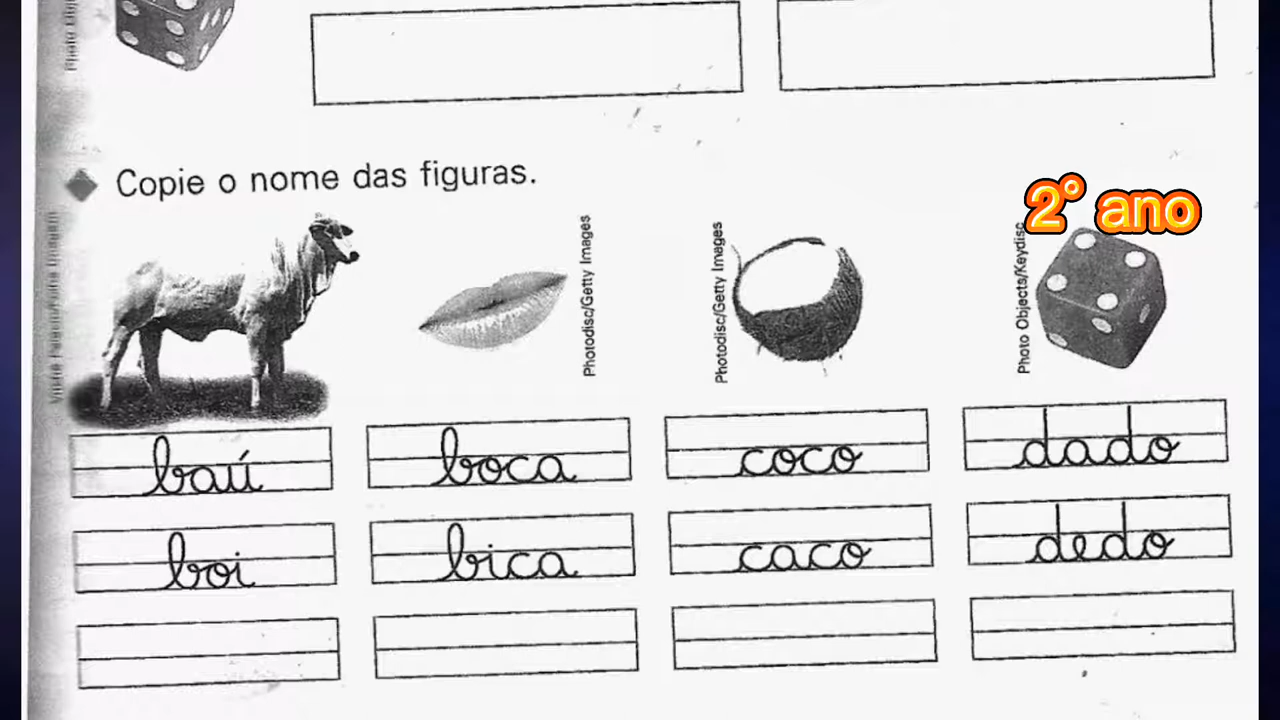 Copie o nome das figuras.
2° ano
Photodisc/Getty Images
Photodisc/Getty Images
Photo Objects/Keydisc
baú boca coco dado
boi bica caco dedo